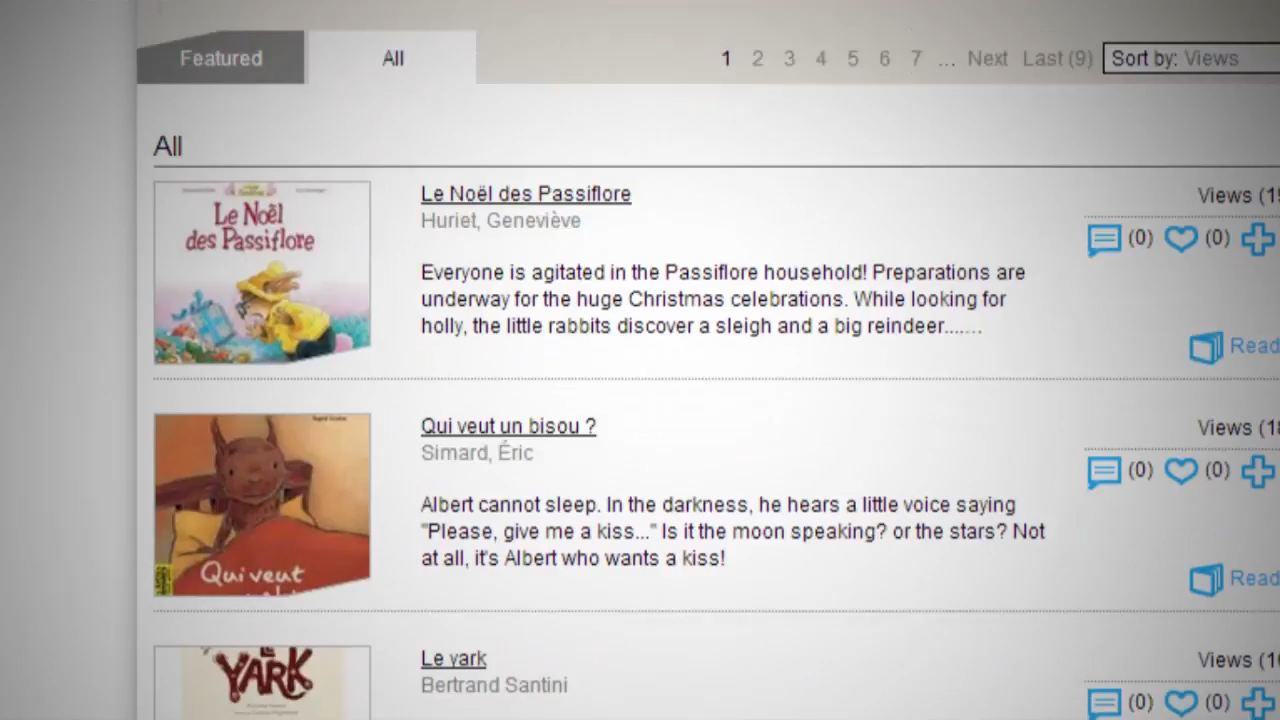 Featured
All
1 2 3 4 5 6 7 ... Next Last (9)
Sort by: Views
All
Le Noël
des Passiflore
Le Noël des Passiflore
Huriet, Geneviève
Everyone is agitated in the Passiflore household! Preparations are
underway for the huge Christmas celebrations. While looking for
holly, the little rabbits discover a sleigh and a big reindeer.......
Views (1
(0) (0)
Read
Qui veut
Qui veut un bisou ?
Simard, Éric
Albert cannot sleep. In the darkness, he hears a little voice saying
"Please, give me a kiss..." Is it the moon speaking? or the stars? Not
at all, it's Albert who wants a kiss!
Views (1
(0) (0)
Read
YARK
Le yark
Bertrand Santini
Views (1
(0) (0)